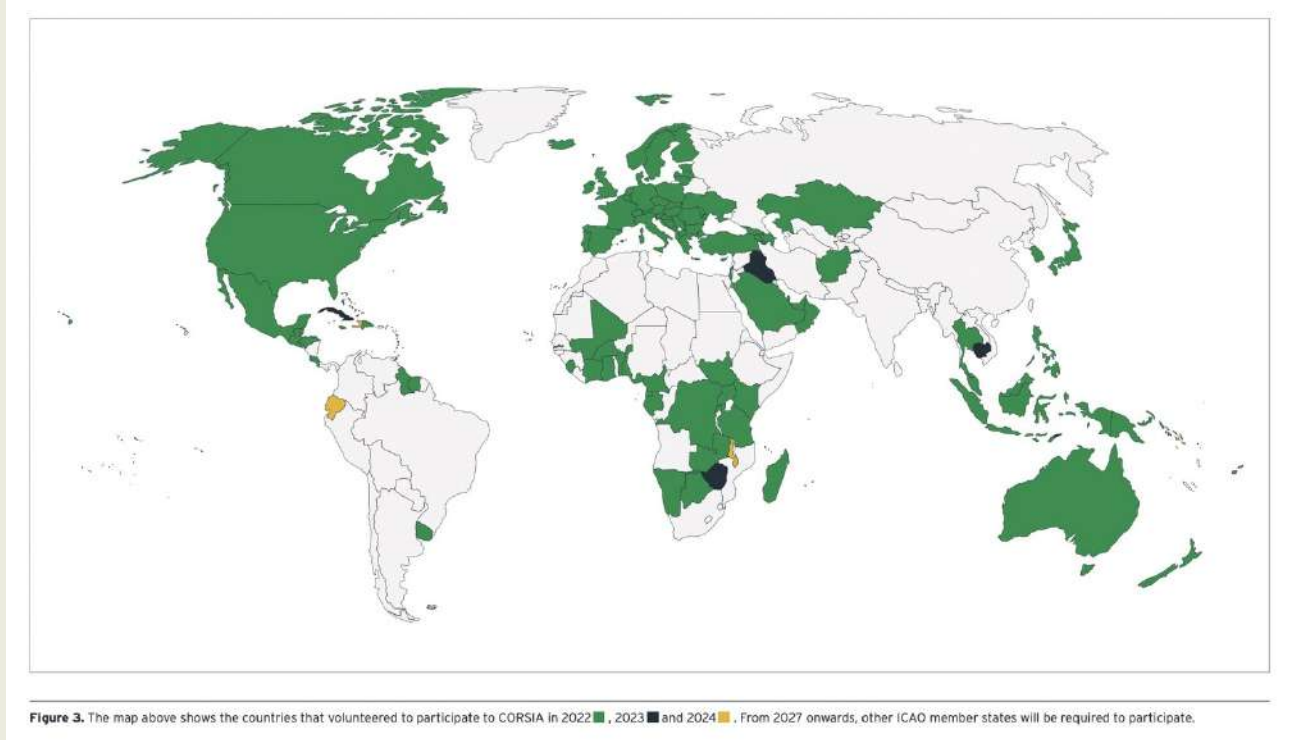 Figure 3. The map above shows the countries that volunteered to participate to CORSIA in 2022 , 2023 and 2024 . From 2027 onwards, other ICAO member states will be required to participate.